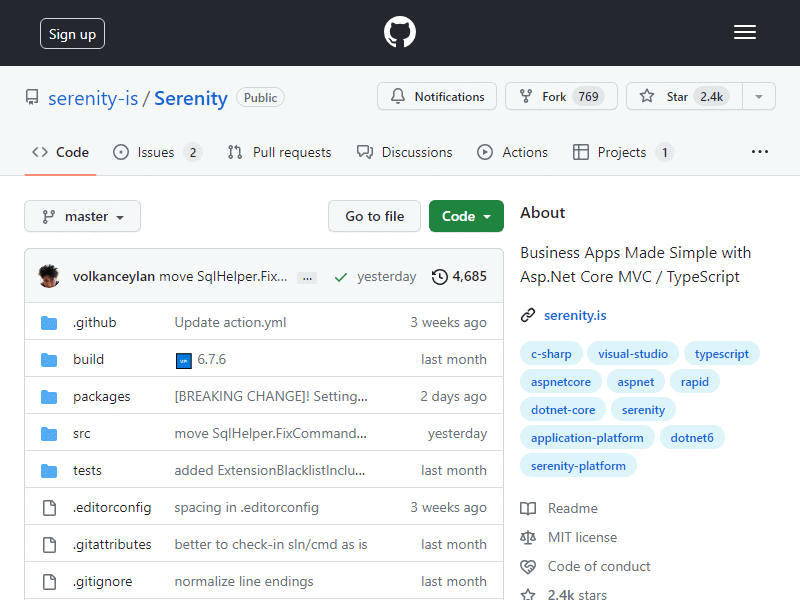 Sign up
serenity-is / Serenity Public
Notifications Fork 769 Star 2.4k
Code Issues 2 Pull requests Discussions Actions Projects 1 ...
master Go to file Code
volkanceylan move SqlHelper.Fix... ... yesterday 4,685
.github Update action.yml 3 weeks ago
build 6.7.6 last month
packages [BREAKING CHANGE]! Setting... 2 days ago
src move SqlHelper.FixCommand... yesterday
tests added ExtensionBlacklistInclu... last month
.editorconfig spacing in .editorconfig 3 weeks ago
.gitattributes better to check-in sln/cmd as is last month
.gitignore normalize line endings last month
About
Business Apps Made Simple with
Asp.Net Core MVC / TypeScript
serenity.is
c-sharp visual-studio typescript
aspnetcore aspnet rapid
dotnet-core serenity
application-platform dotnet6
serenity-platform
Readme
MIT license
Code of conduct
2.4k stars